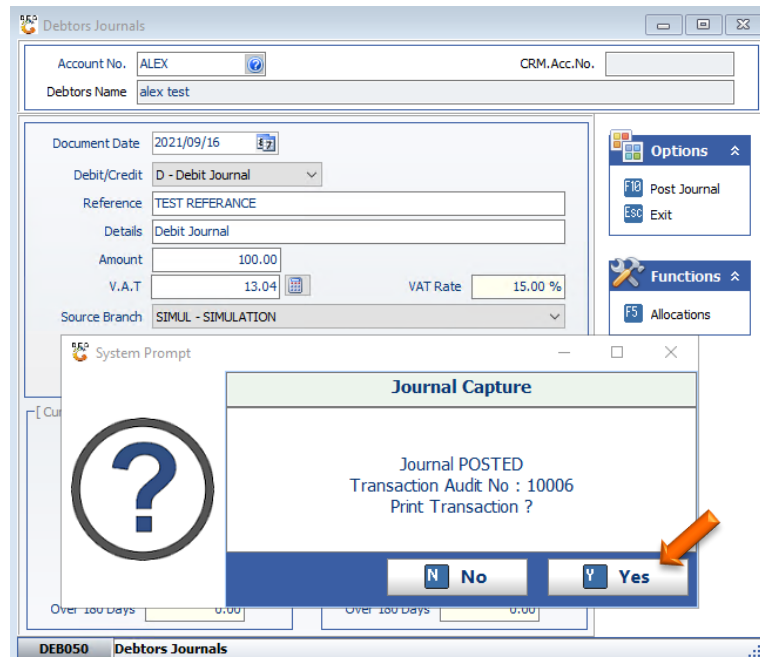 Debtors Journals
Account No. ALEX CRM.Acc.No.
Debtors Name alex test
Document Date 2021/09/16
Debit/Credit D - Debit Journal
Reference TEST REFERANCE
Details Debit Journal
Amount 100.00
V.A.T 13.04 VAT Rate 15.00 %
Source Branch SIMUL - SIMULATION
Options
F10 Post Journal
Esc Exit
Functions
F5 Allocations
System Prompt
Journal Capture
Journal POSTED
Transaction Audit No : 10006
Print Transaction ?
N No Y Yes
[ Cu
Over 180 Days 0.00 Over 180 Days 0.00
DEB050 Debtors Journals